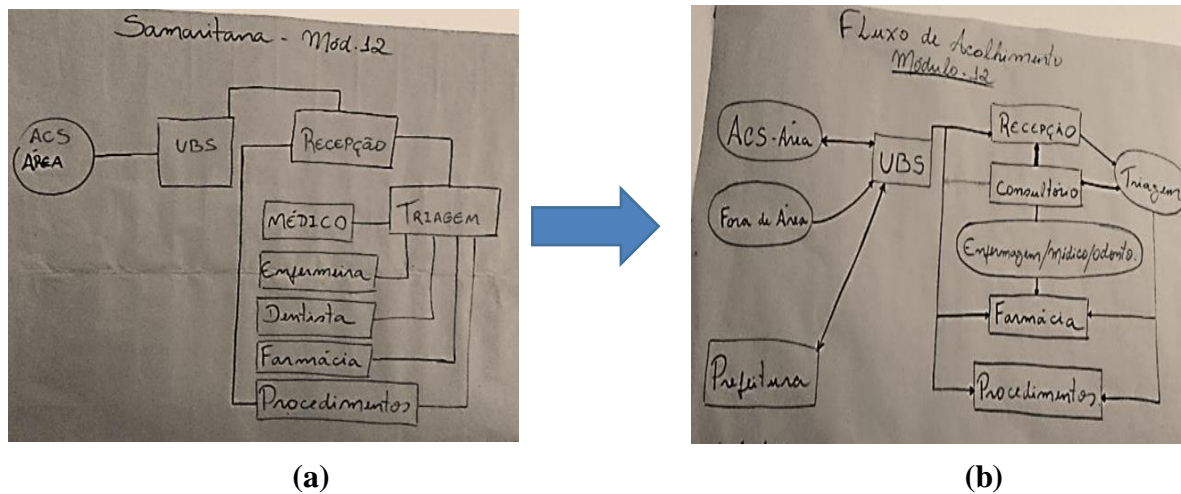 Samaritana - Mód.12
ACS
ÁREA
UBS
RECEPÇÃO
TRIAGEM
MÉDICO
Enfermeira
Dentista
Farmácia
Procedimentos
(a)
Fluxo de Acolhimento
Módulo-12
ACS-Área
Fora de Área
Prefeitura
UBS
RECEPÇÃO
Triagem
Consultório
Enfermagem/médico/odonto.
Farmácia
Procedimentos
(b)